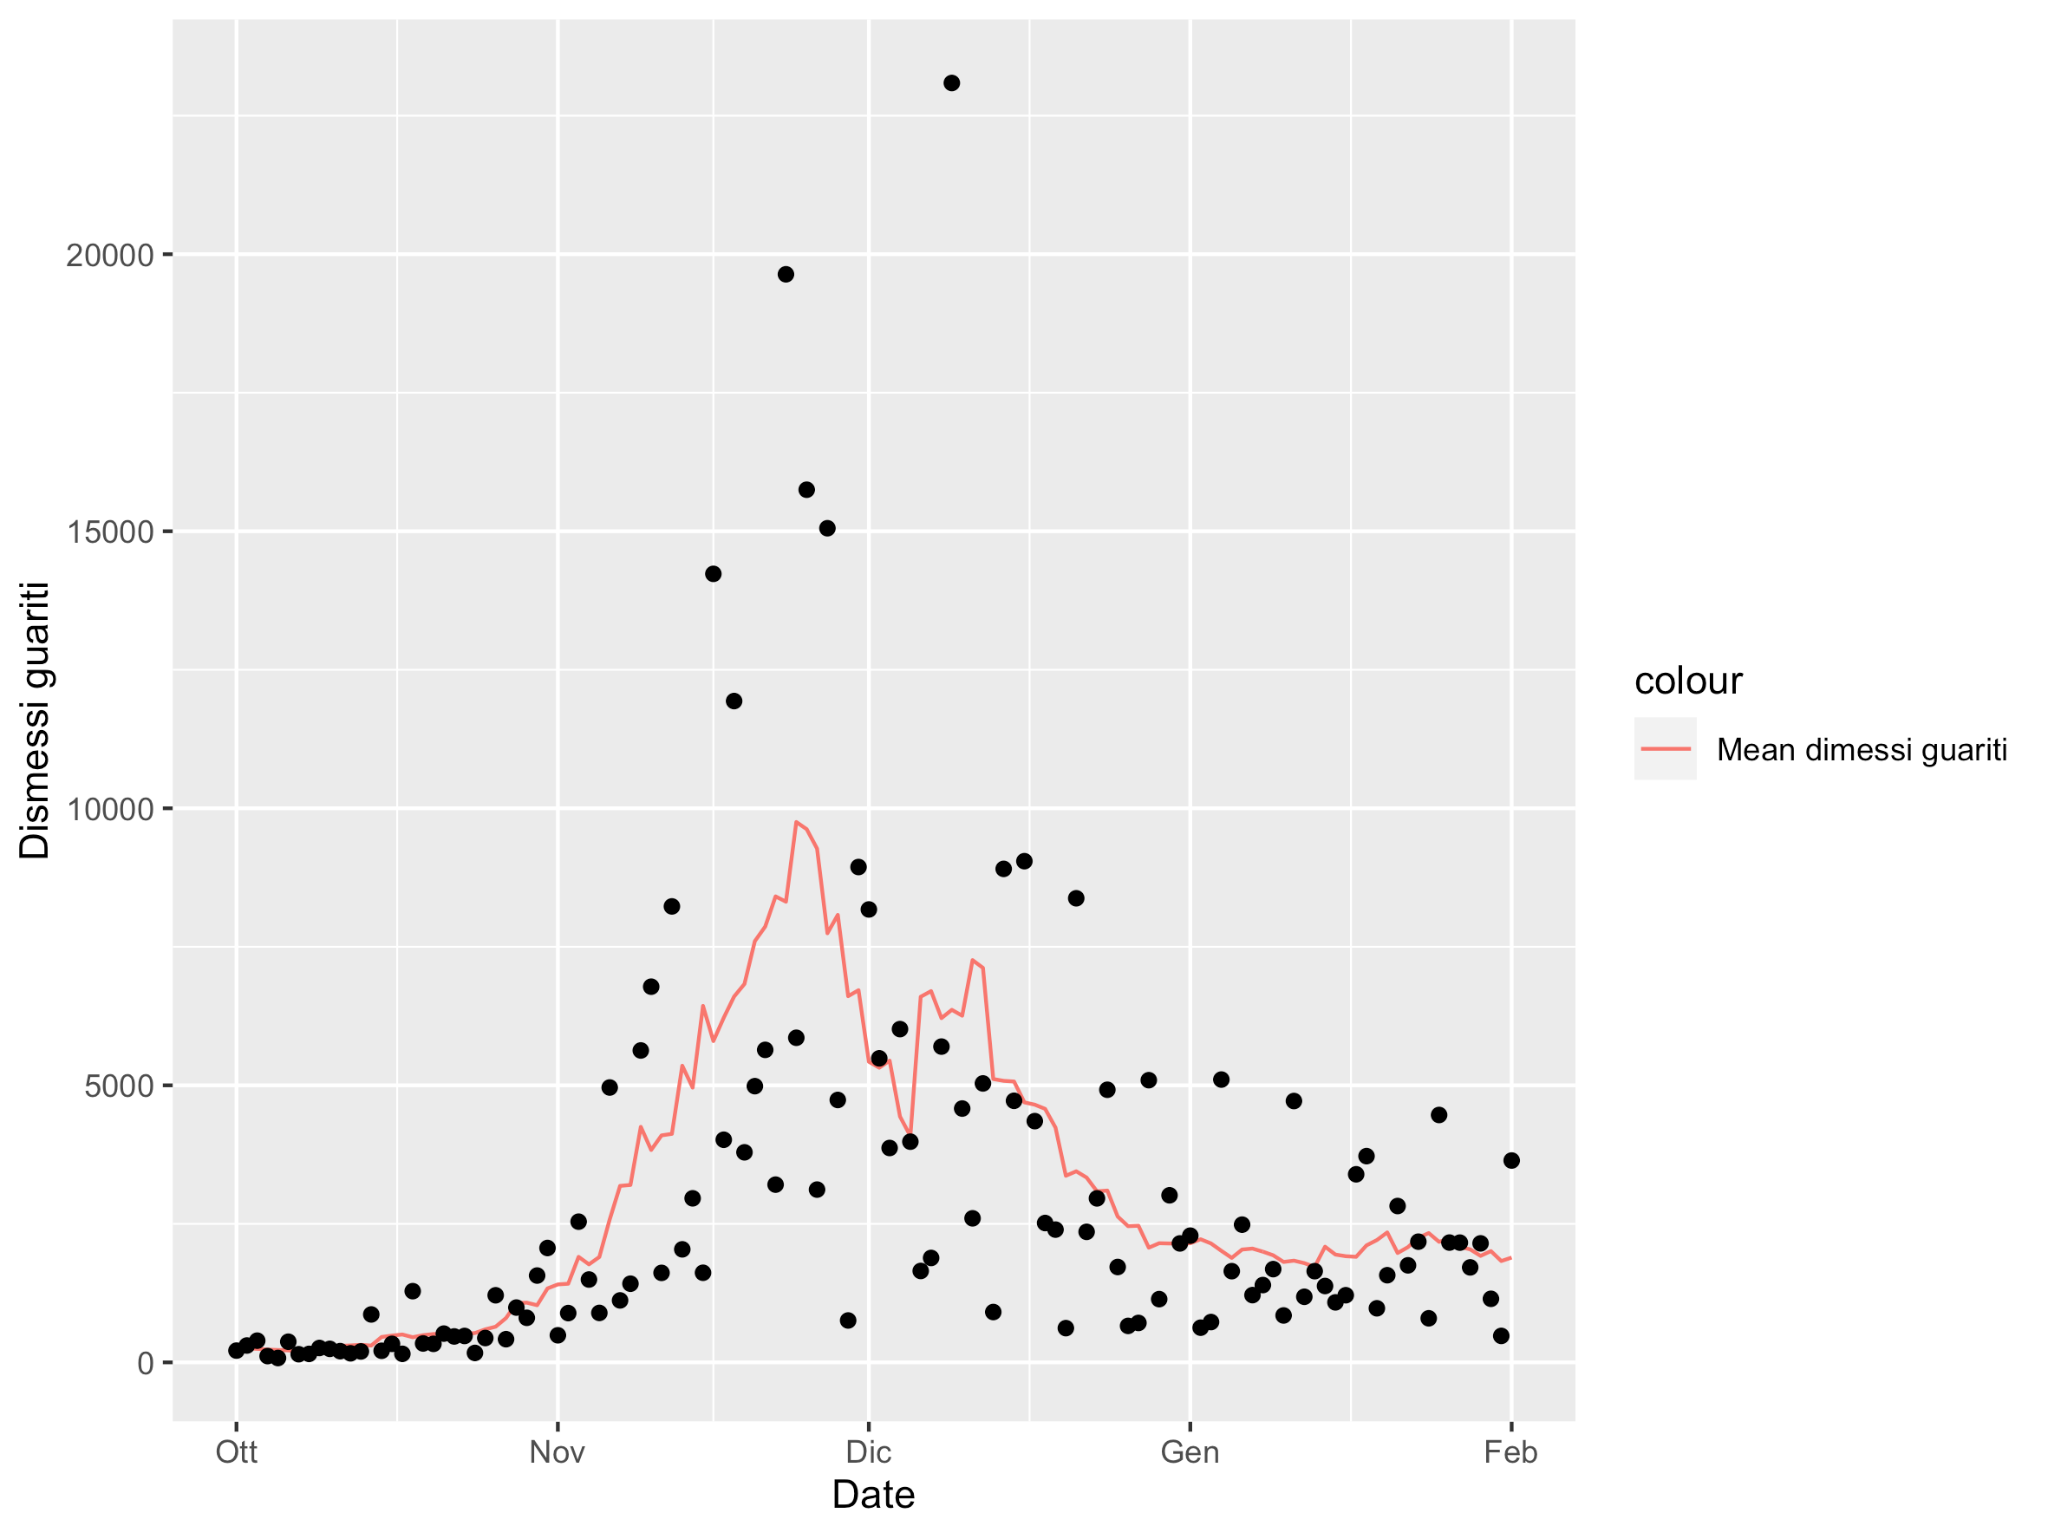 Dismessi guariti
20000
15000
10000
5000
0
Ott Nov Dic Gen Feb
Date
colour
Mean dimessi guariti